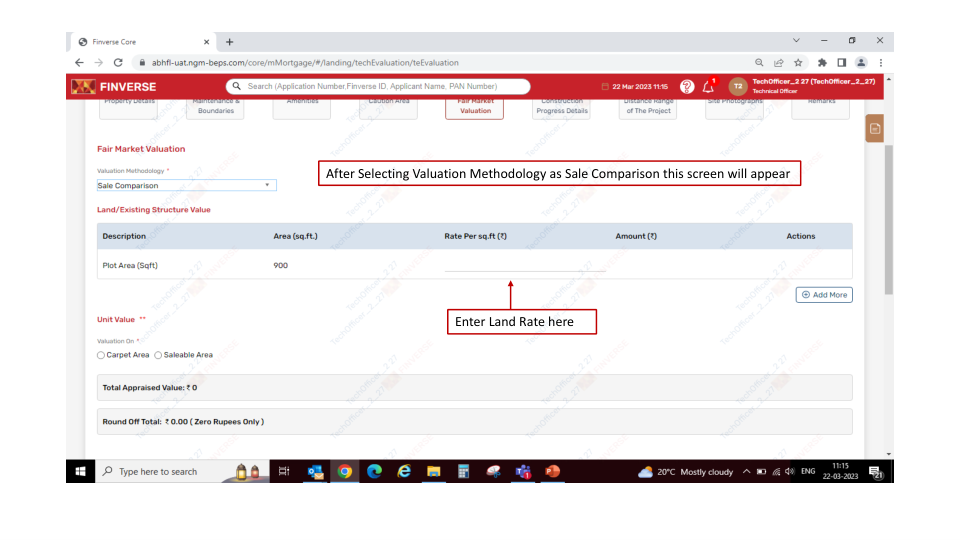 Finverse Core
abhfl-uat.ngm-beps.com/core/mMortgage/#/landing/techEvaluation/teEvaluation
FINVERSE
Search (Application Number,Finverse ID, Applicant Name, PAN Number)
22 Mar 2023 11:15
T2
TechOfficer_2 27 (TechOfficer_2_27)
Technical Officer
Property Details
Maintenance & Boundaries
Amenities
Caution Area
Fair Market Valuation
Construction Progress Details
Distance Range of The Project
Site Photographs
Remarks
Fair Market Valuation
Valuation Methodology *
Sale Comparison
After Selecting Valuation Methodology as Sale Comparison this screen will appear
Land/Existing Structure Value
Description Area (sq.ft.) Rate Per sq.ft (₹) Amount (₹) Actions
Plot Area (Sqft) 900
Add More
Enter Land Rate here
Unit Value **
Valuation On *
Carpet Area Saleable Area
Total Appraised Value: ₹ 0
Round Off Total: ₹ 0.00 ( Zero Rupees Only )
Type here to search
20°C Mostly cloudy
ENG
11:15
22-03-2023
21